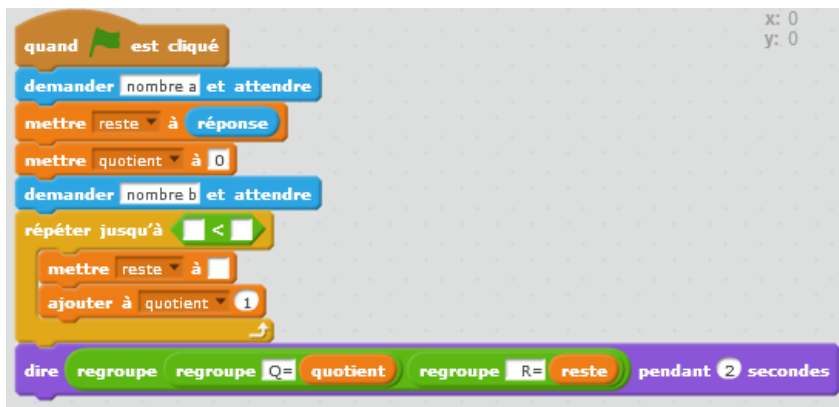 x: 0
y: 0
quand est cliqué
demander nombre a et attendre
mettre reste à réponse
mettre quotient à 0
demander nombre b et attendre
répéter jusqu'à <
mettre reste à
ajouter à quotient 1
dire regroupe regroupe Q= quotient regroupe R= reste pendant 2 secondes